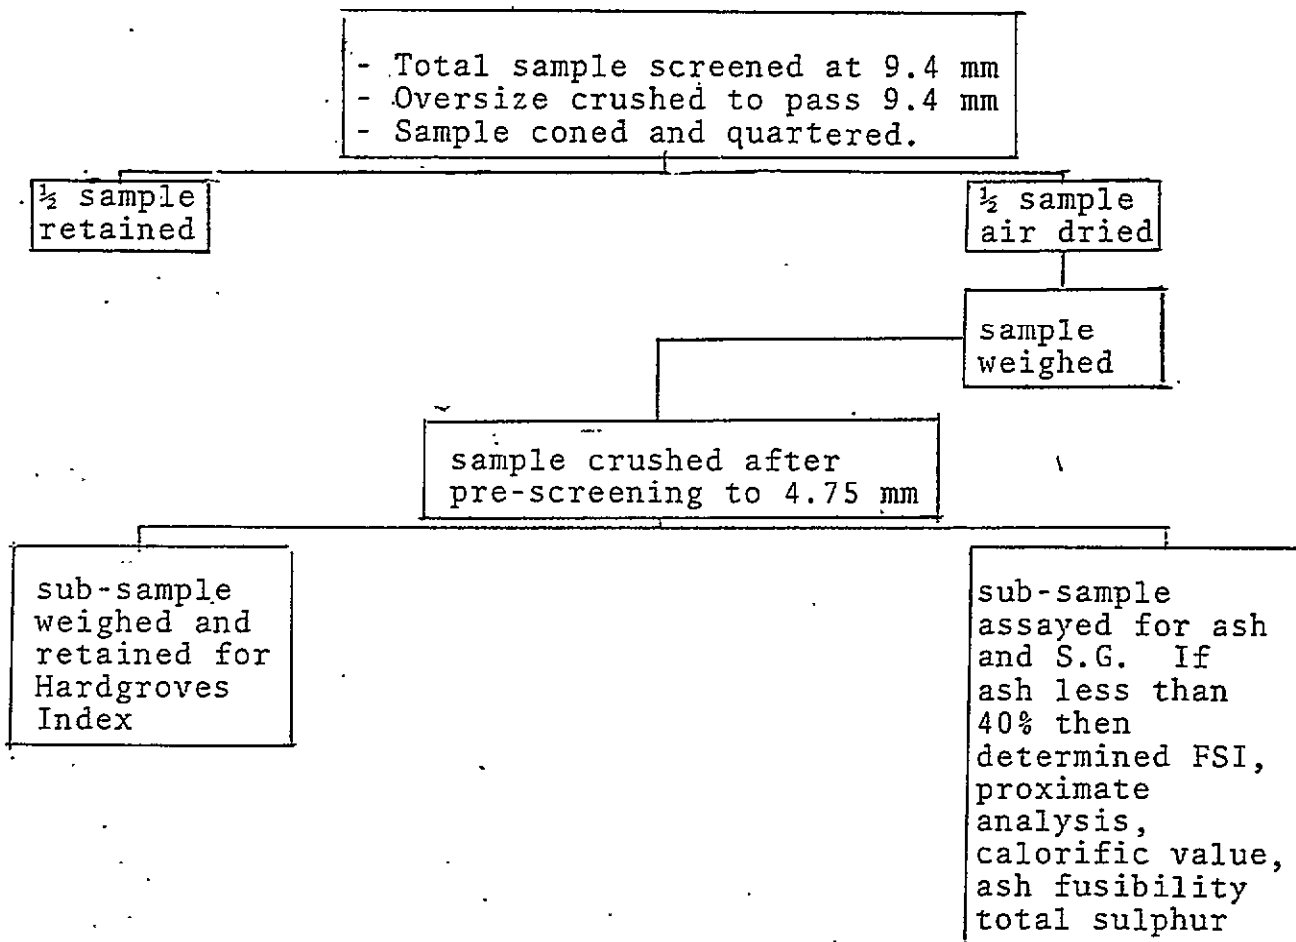 - Total sample screened at 9.4 mm
- Oversize crushed to pass 9.4 mm
- Sample coned and quartered.
½ sample
retained
½ sample
air dried
sample
weighed
sample crushed after
pre-screening to 4.75 mm
sub-sample
weighed and
retained for
Hardgroves
Index
sub-sample
assayed for ash
and S.G. If
ash less than
40% then
determined FSI,
proximate
analysis,
calorific value,
ash fusibility
total sulphur